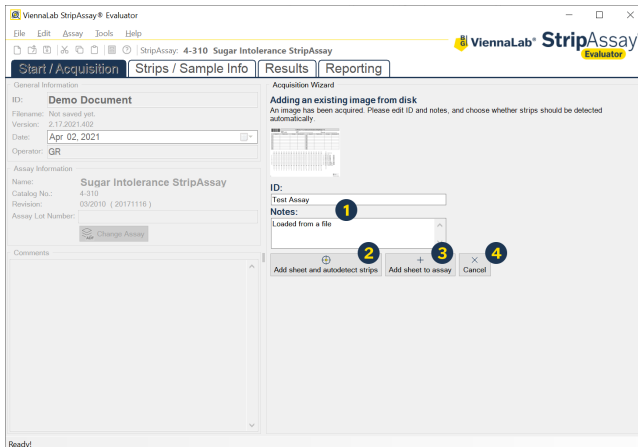 ViennaLab StripAssay® Evaluator
File Edit Assay Tools Help
StripAssay: 4-310 Sugar Intolerance StripAssay
ViennaLab® StripAssay
Evaluator
Start / Acquisition Strips / Sample Info Results Reporting
General Information
ID: Demo Document
Filename: Not saved yet.
Version: 2.17.2021.402
Date: Apr 02, 2021
Operator: GR
Assay Information
Name: Sugar Intolerance StripAssay
Catalog No.: 4-310
Revision: 03/2010 ( 20171116 )
Assay Lot Number:
Change Assay
Comments
Acquisition Wizard
Adding an existing image from disk
An image has been acquired. Please edit ID and notes, and choose whether strips should be detected
automatically.
ID:
Test Assay
1
Notes:
Loaded from a file
2
Add sheet and autodetect strips
3
Add sheet to assay
4
Cancel
Ready!